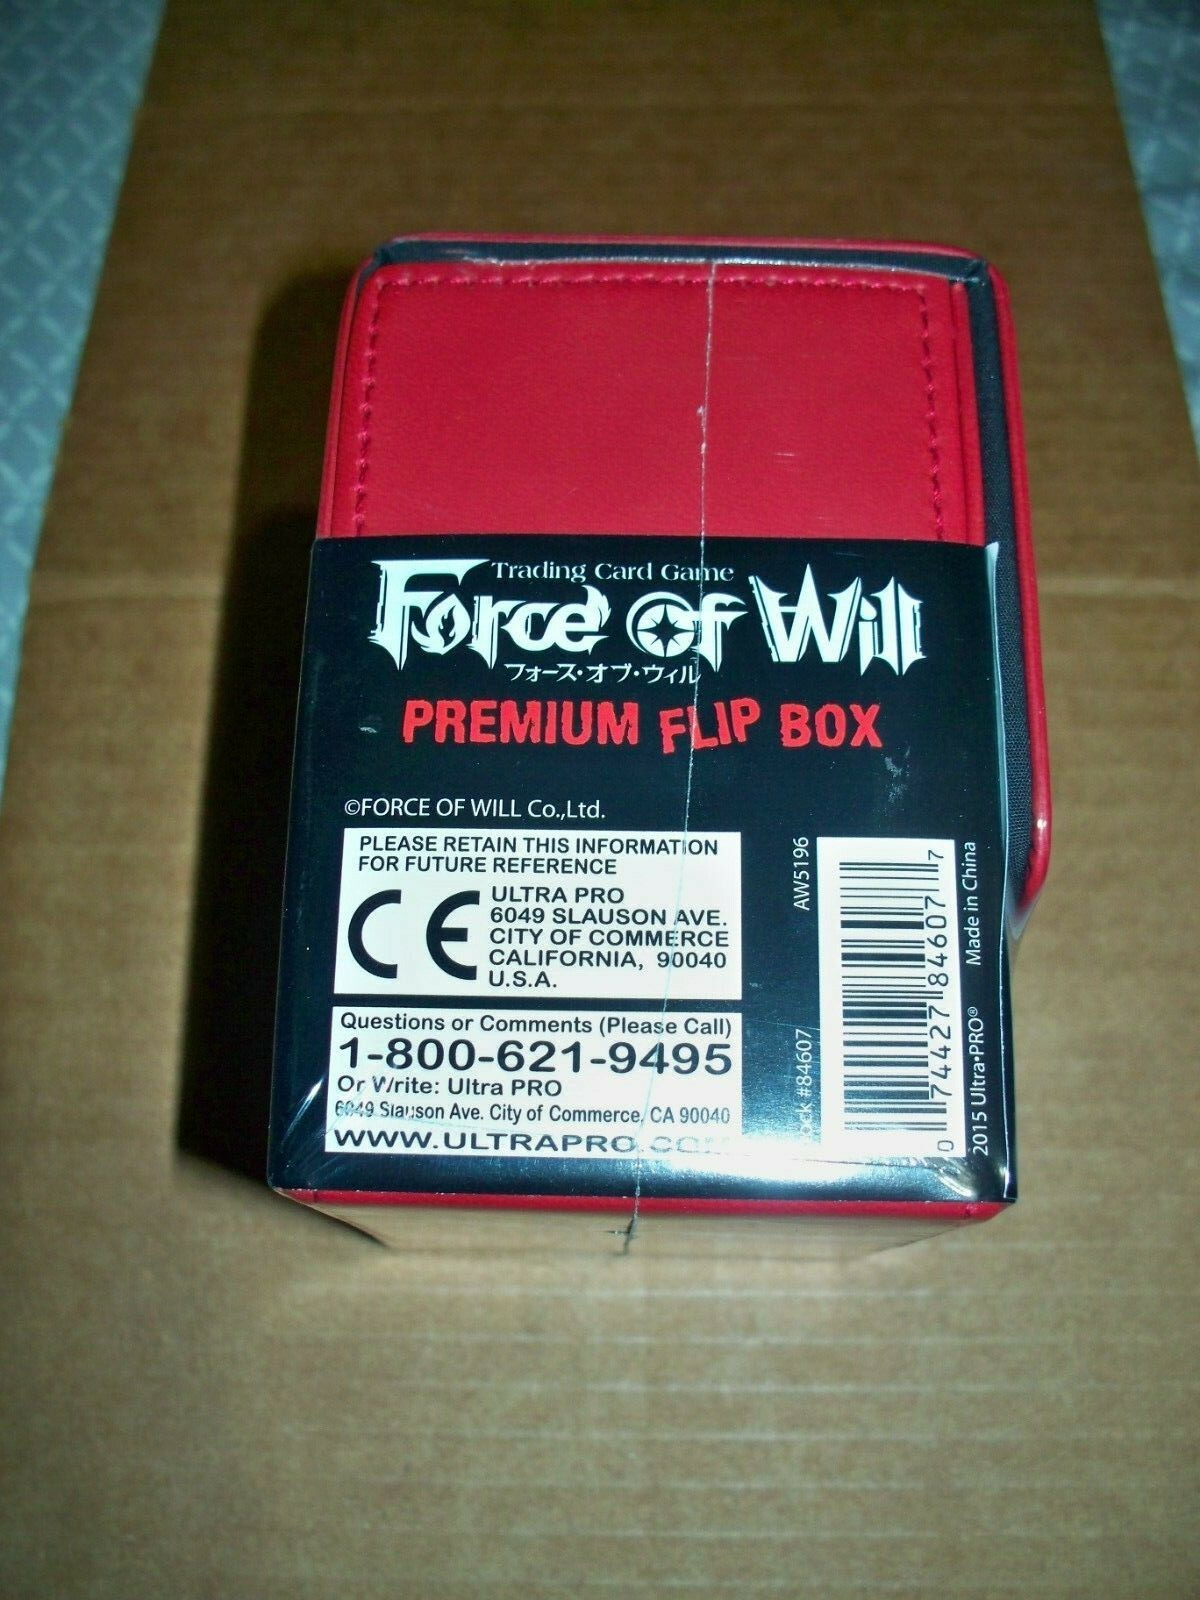 Trading Card Game
Force of Will
フォース・オブ・ウィル
PREMIUM FLIP BOX
©FORCE OF WILL Co.,Ltd.
PLEASE RETAIN THIS INFORMATION
FOR FUTURE REFERENCE
CE
ULTRA PRO
6049 SLAUSON AVE.
CITY OF COMMERCE
CALIFORNIA, 90040
U.S.A.
Questions or Comments (Please Call)
1-800-621-9495
Or Write: Ultra PRO
6049 Slauson Ave. City of Commerce, CA 90040
WWW.ULTRAPRO.COM
AW5196
#84607
0 74427 84607 7
Made in China
2015 Ultra•PRO®